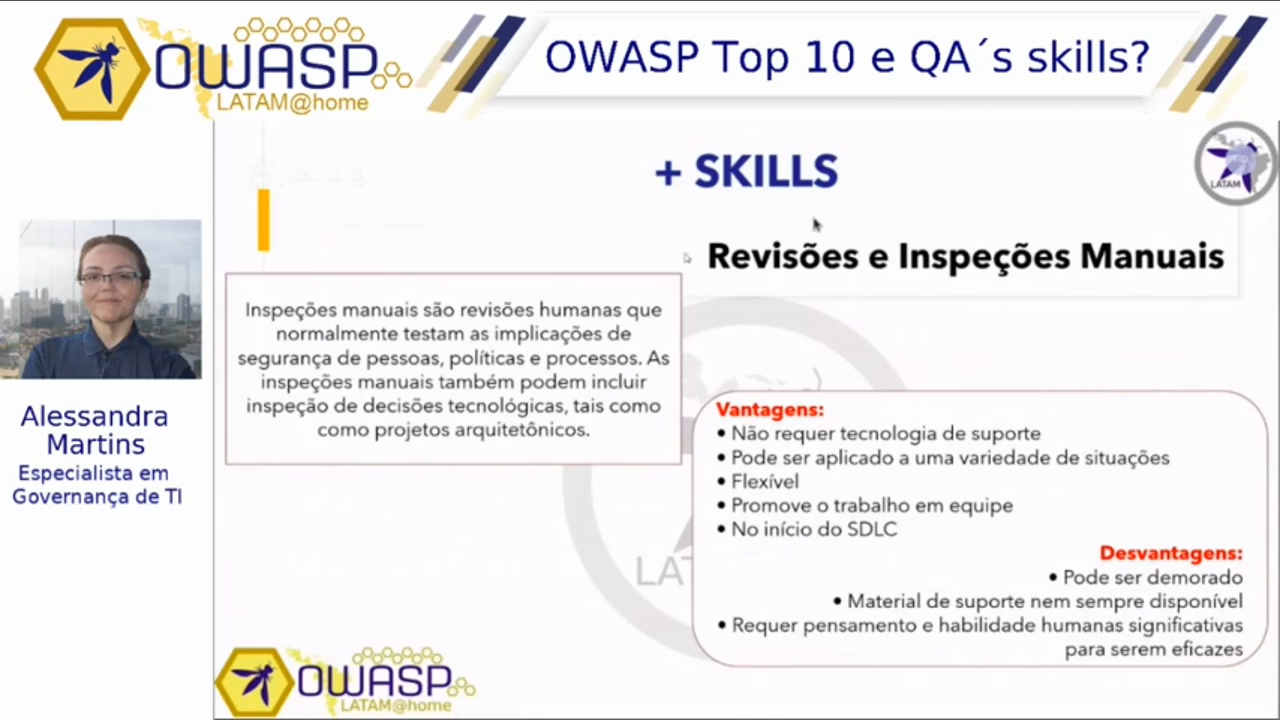 OWASP
LATAM@home
OWASP Top 10 e QA´s skills?
+ SKILLS
LATAM
Revisões e Inspeções Manuais
Inspeções manuais são revisões humanas que
normalmente testam as implicações de
segurança de pessoas, políticas e processos. As
inspeções manuais também podem incluir
inspeção de decisões tecnológicas, tais como
como projetos arquitetônicos.
Alessandra
Martins
Especialista em
Governança de TI
Vantagens:
• Não requer tecnologia de suporte
• Pode ser aplicado a uma variedade de situações
• Flexível
• Promove o trabalho em equipe
• No início do SDLC
Desvantagens:
• Pode ser demorado
• Material de suporte nem sempre disponível
• Requer pensamento e habilidade humanas significativas
para serem eficazes
LA
OWASP
LATAM@home